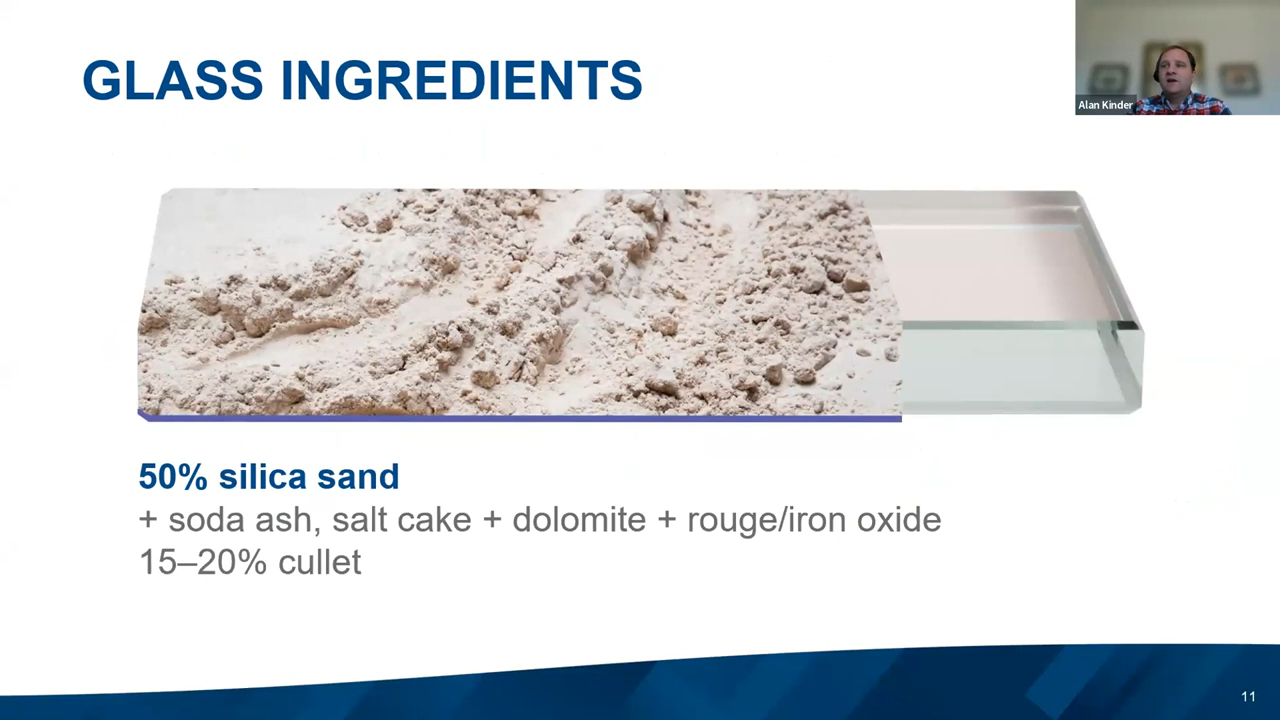 GLASS INGREDIENTS
Alan Kinder
50% silica sand
+ soda ash, salt cake + dolomite + rouge/iron oxide
15–20% cullet
11